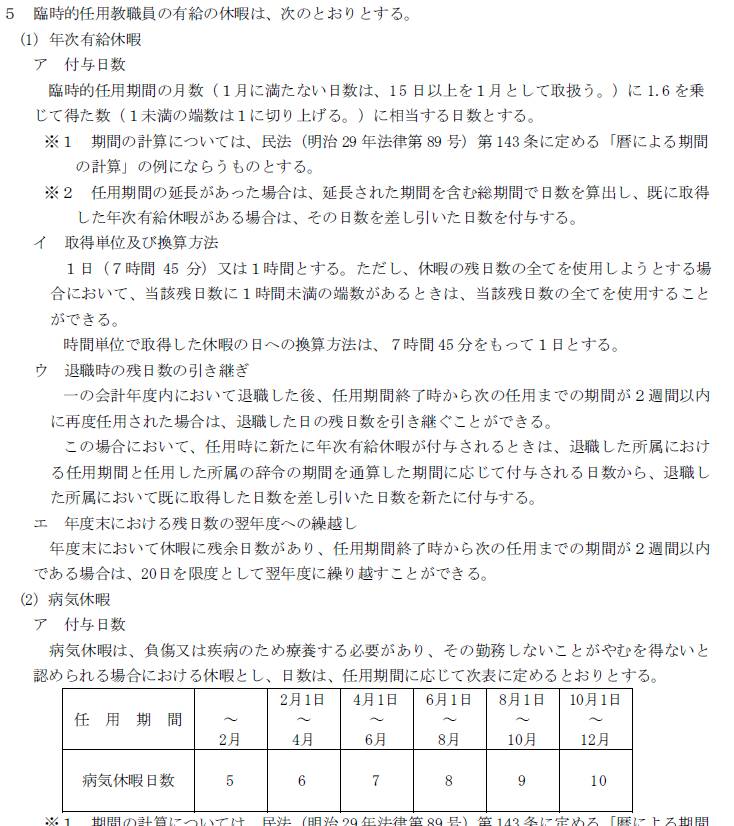 ５　臨時的任用教職員の有給の休暇は、次のとおりとする。
(1) 年次有給休暇
ア　付与日数
臨時的任用期間の月数（１月に満たない日数は、15 日以上を１月として取扱う。）に 1.6 を乗
じて得た数（１未満の端数は１に切り上げる。）に相当する日数とする。
※１　期間の計算については、民法（明治 29 年法律第 89 号）第 143 条に定める「暦による期間
の計算」の例にならうものとする。
※２　任用期間の延長があった場合は、延長された期間を含む総期間で日数を算出し、既に取得
した年次有給休暇がある場合は、その日数を差し引いた日数を付与する。
イ　取得単位及び換算方法
１日（７時間 45 分）又は１時間とする。ただし、休暇の残日数の全てを使用しようとする場
合において、当該残日数に１時間未満の端数があるときは、当該残日数の全てを使用すること
ができる。
時間単位で取得した休暇の日への換算方法は、７時間 45 分をもって１日とする。
ウ　退職時の残日数の引き継ぎ
一の会計年度内において退職した後、任用期間終了時から次の任用までの期間が２週間以内
に再度任用された場合は、退職した日の残日数を引き継ぐことができる。
この場合において、任用時に新たに年次有給休暇が付与されるときは、退職した所属におけ
る任用期間と任用した所属の辞令の期間を通算した期間に応じて付与される日数から、退職し
た所属において既に取得した日数を差し引いた日数を新たに付与する。
エ　年度末における残日数の翌年度への繰越し
年度末において休暇に残余日数があり、任用期間終了時から次の任用までの期間が２週間以内
である場合は、20日を限度として翌年度に繰り越すことができる。
(2) 病気休暇
ア　付与日数
病気休暇は、負傷又は疾病のため療養する必要があり、その勤務しないことがやむを得ないと
認められる場合における休暇とし、日数は、任用期間に応じて次表に定めるとおりとする。
任　用　期　間　～2月　2月1日～4月　4月1日～6月　6月1日～8月　8月1日～10月　10月1日～12月
病気休暇日数　5　6　7　8　9　10
※１　期間の計算については、民法（明治 29 年法律第 89 号）第 143 条に定める「暦による期間